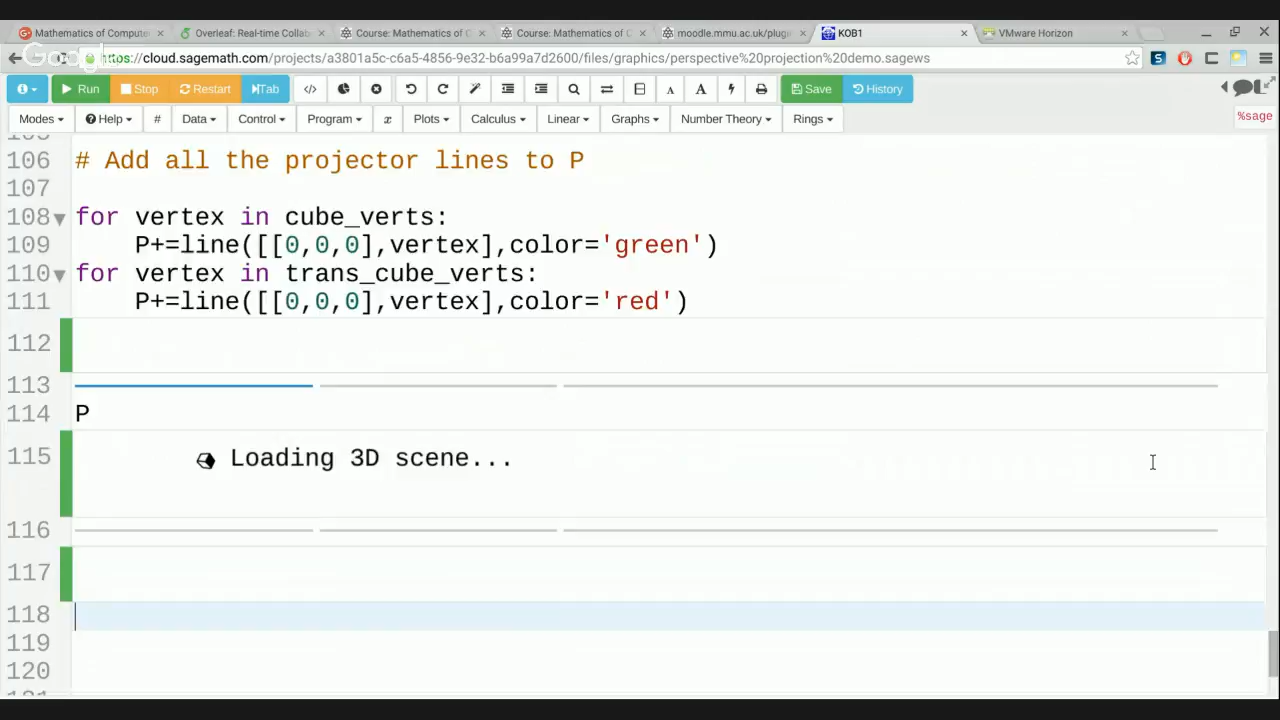 Mathematics of Compute
Overleaf: Real-time Collab
Course: Mathematics of C
Course: Mathematics of C
moodle.mmu.ac.uk/plugi
KOB1
VMware Horizon
https://cloud.sagemath.com/projects/a3801a5c-c6a5-4856-9e32-b6a99a7d2600/files/graphics/perspective%20projection%20demo.sagews
Run
Stop
Restart
Tab
</>
A
A
Save
History
Modes
Help
#
Data
Control
Program
x
Plots
Calculus
Linear
Graphs
Number Theory
Rings
%sage
105
106 # Add all the projector lines to P
107
108 for vertex in cube_verts:
109     P+=line([[0,0,0],vertex],color='green')
110 for vertex in trans_cube_verts:
111     P+=line([[0,0,0],vertex],color='red')
112
113
114 P
115 Loading 3D scene...
116
117
118
119
120